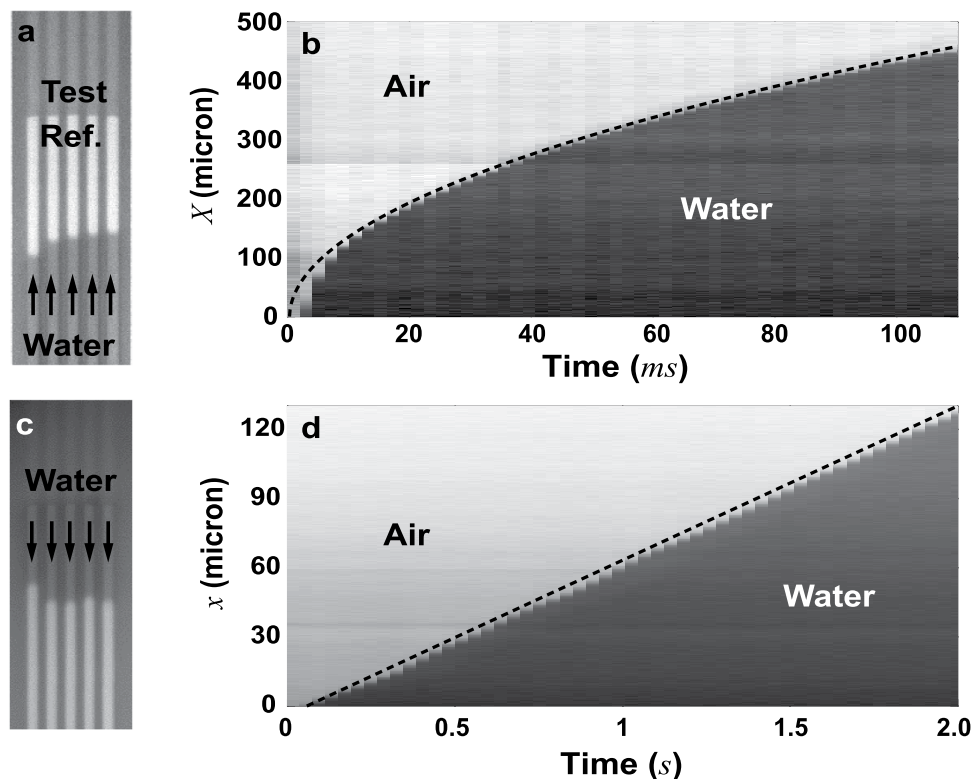 a
Test
Ref.
Water
b
500
400
300
200
100
0
X (micron)
Air
Water
0 20 40 60 80 100
Time (ms)
c
Water
d
120
90
60
30
0
x (micron)
Air
Water
0 0.5 1 1.5 2.0
Time (s)